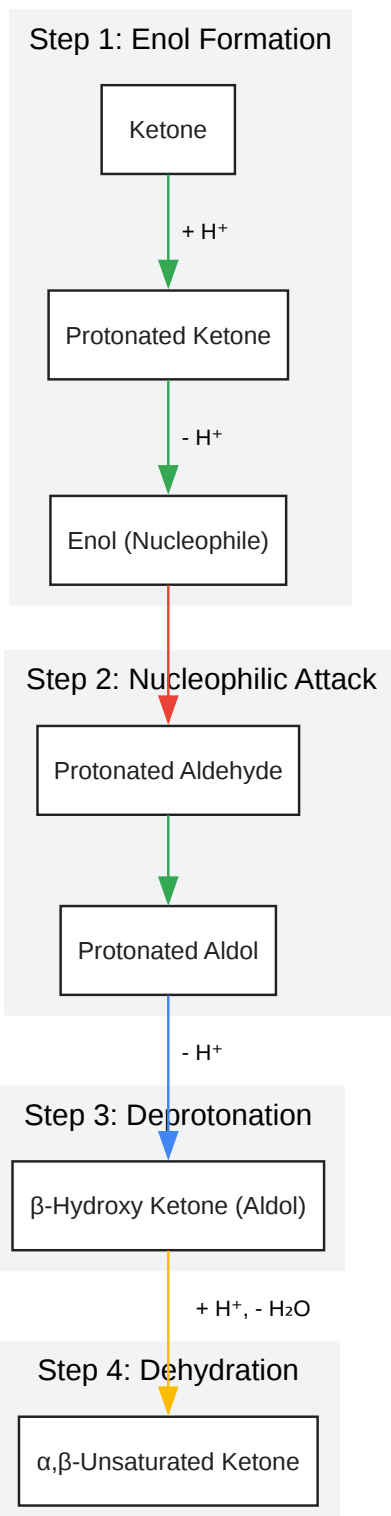 Step 1: Enol Formation
Ketone
+ H⁺
Protonated Ketone
- H⁺
Enol (Nucleophile)
Step 2: Nucleophilic Attack
Protonated Aldehyde
Protonated Aldol
- H⁺
Step 3: Deprotonation
β-Hydroxy Ketone (Aldol)
+ H⁺, - H₂O
Step 4: Dehydration
α,β-Unsaturated Ketone